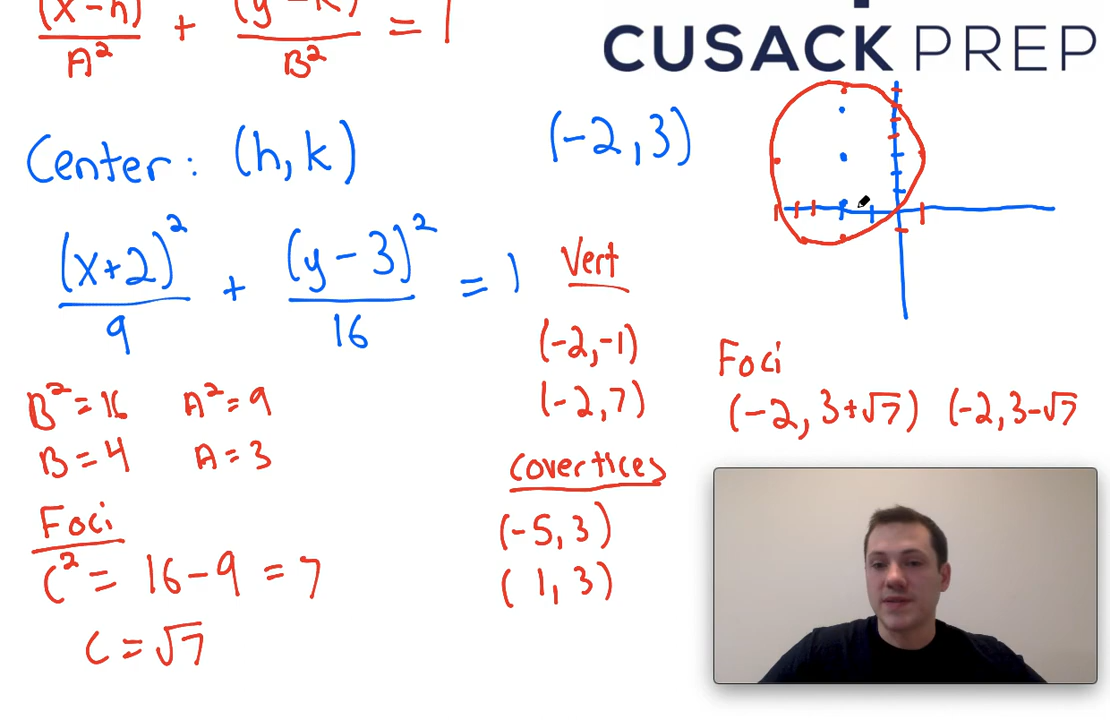 (x-h)
A²
+
(y-k)
B²
= 1
CUSACK PREP
Center: (h,k)
(-2,3)
(x+2)²
9
+
(y-3)²
16
= 1
Vert
(-2,-1)
(-2,7)
B²=16 A²=9
B=4 A=3
Covertices
(-5,3)
(1,3)
Foci
(-2, 3+√7) (-2, 3-√7
Foci
C² = 16-9 = 7
C = √7